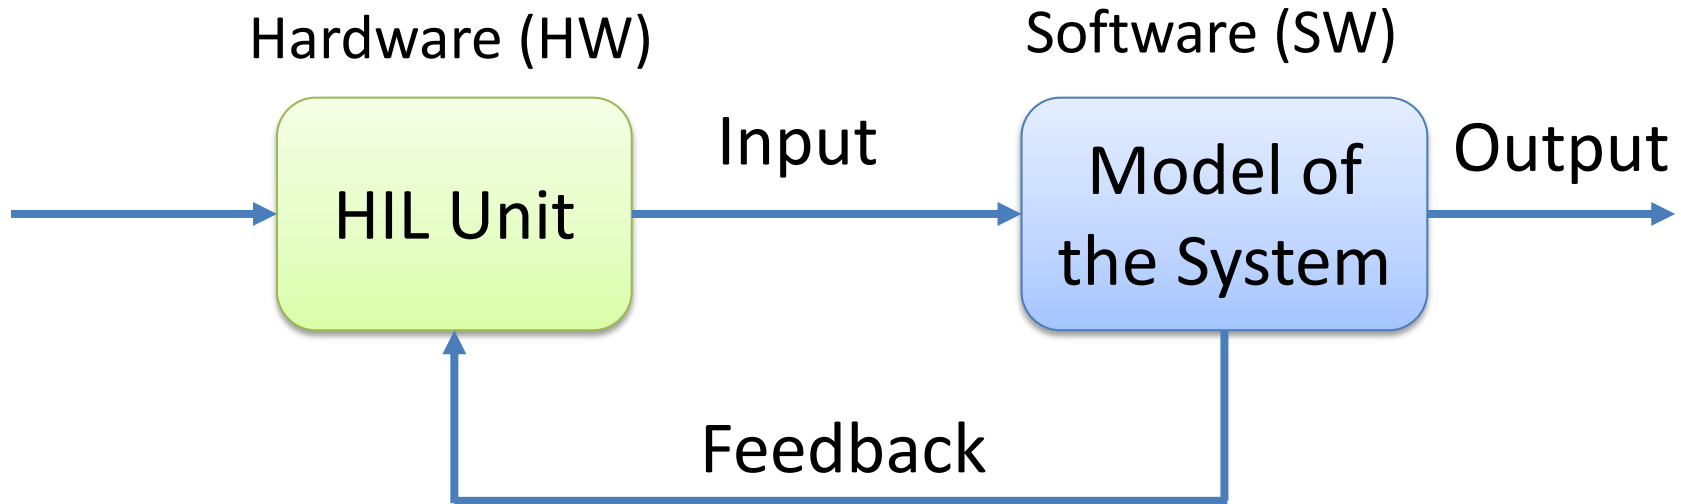 Hardware (HW)
Software (SW)
HIL Unit
Input
Model of
the System
Output
Feedback